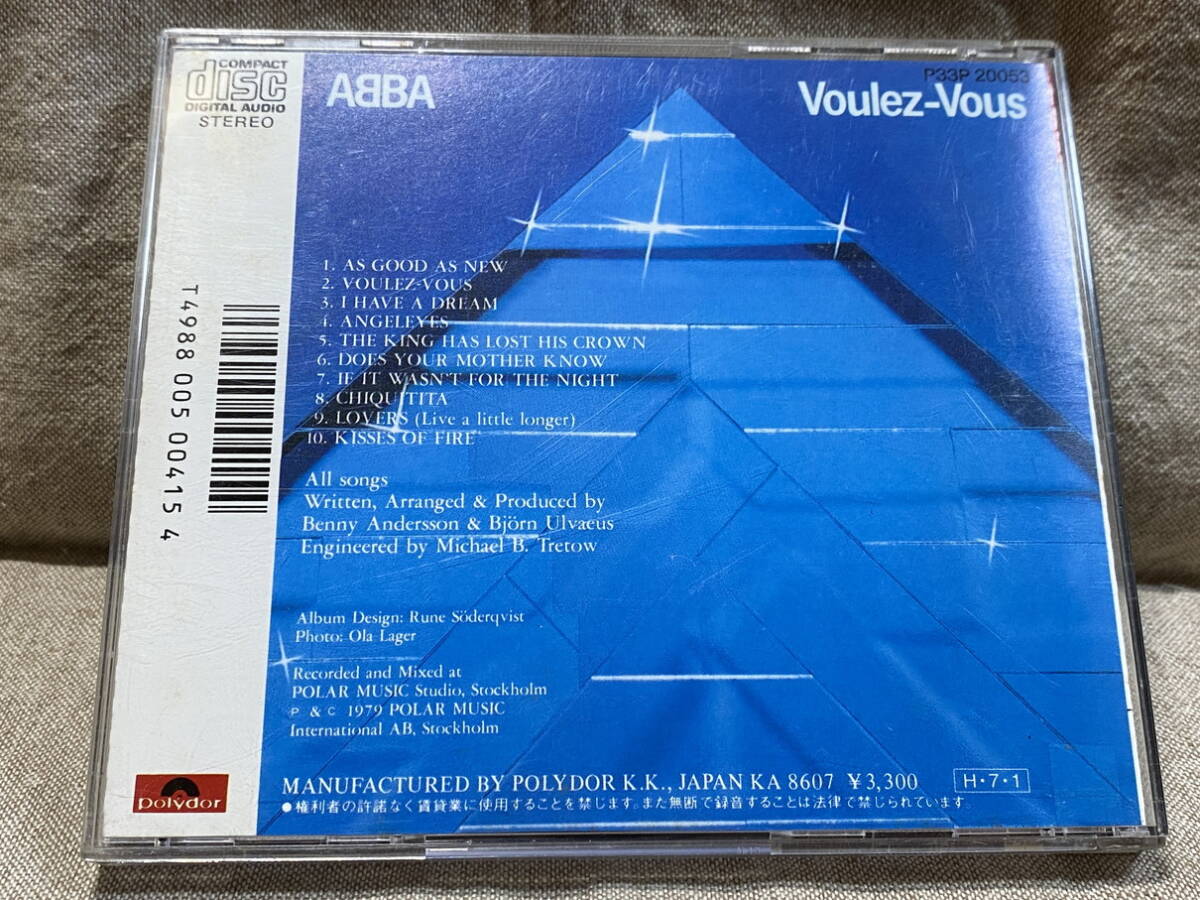 COMPACT
disc
DIGITAL AUDIO
STEREO
ABBA
P33P 20053
Voulez-Vous
1. AS GOOD AS NEW
2. VOULEZ-VOUS
3. I HAVE A DREAM
4. ANGELEYES
5. THE KING HAS LOST HIS CROWN
6. DOES YOUR MOTHER KNOW
7. IF IT WASN'T FOR THE NIGHT
8. CHIQUITITA
9. LOVERS (Live a little longer)
10. KISSES OF FIRE
T4988 005 00415 4
All songs
Written, Arranged & Produced by
Benny Andersson & Björn Ulvaeus
Engineered by Michael B. Tretow
Album Design: Rune Söderqvist
Photo: Ola Lager
Recorded and Mixed at
POLAR MUSIC Studio, Stockholm
P & C 1979 POLAR MUSIC
International AB, Stockholm
polydor
MANUFACTURED BY POLYDOR K.K., JAPAN KA 8607 ¥3,300 H・7・1
●権利者の許諾なく賃貸業に使用することを禁じます。また無断で録音することは法律で禁じられています。